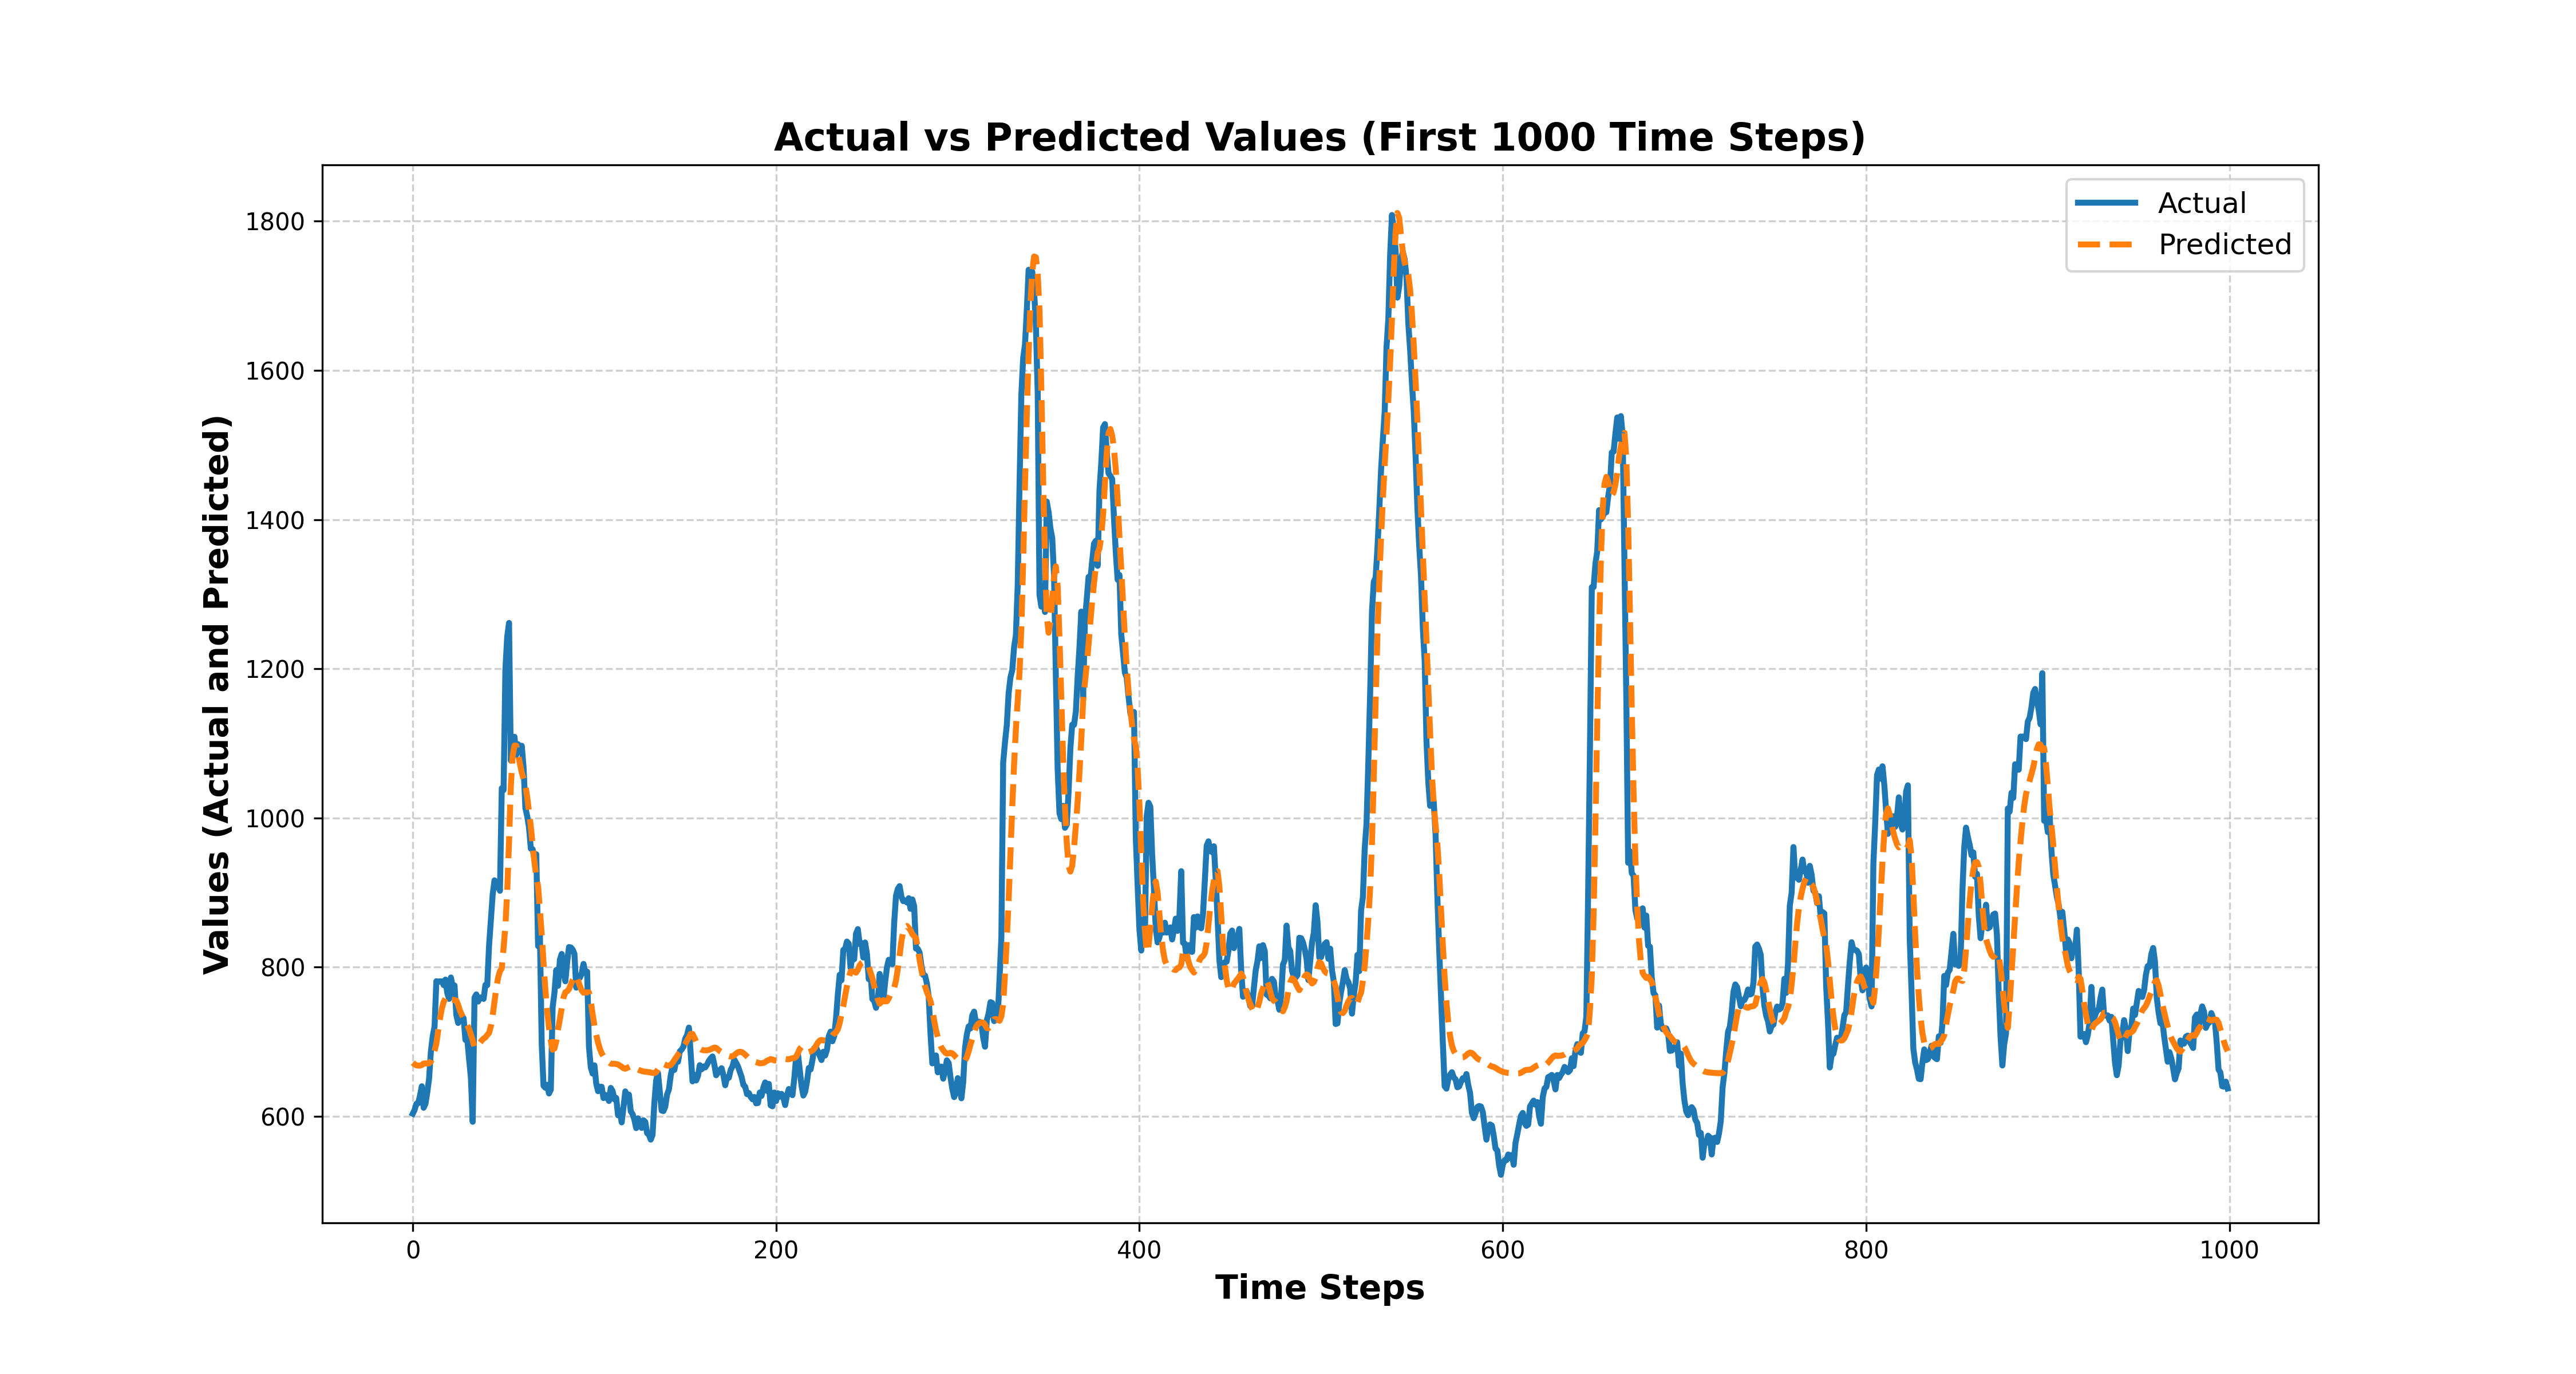 Actual vs Predicted Values (First 1000 Time Steps)
Actual
Predicted
Values (Actual and Predicted)
1800
1600
1400
1200
1000
800
600
0 200 400 600 800 1000
Time Steps